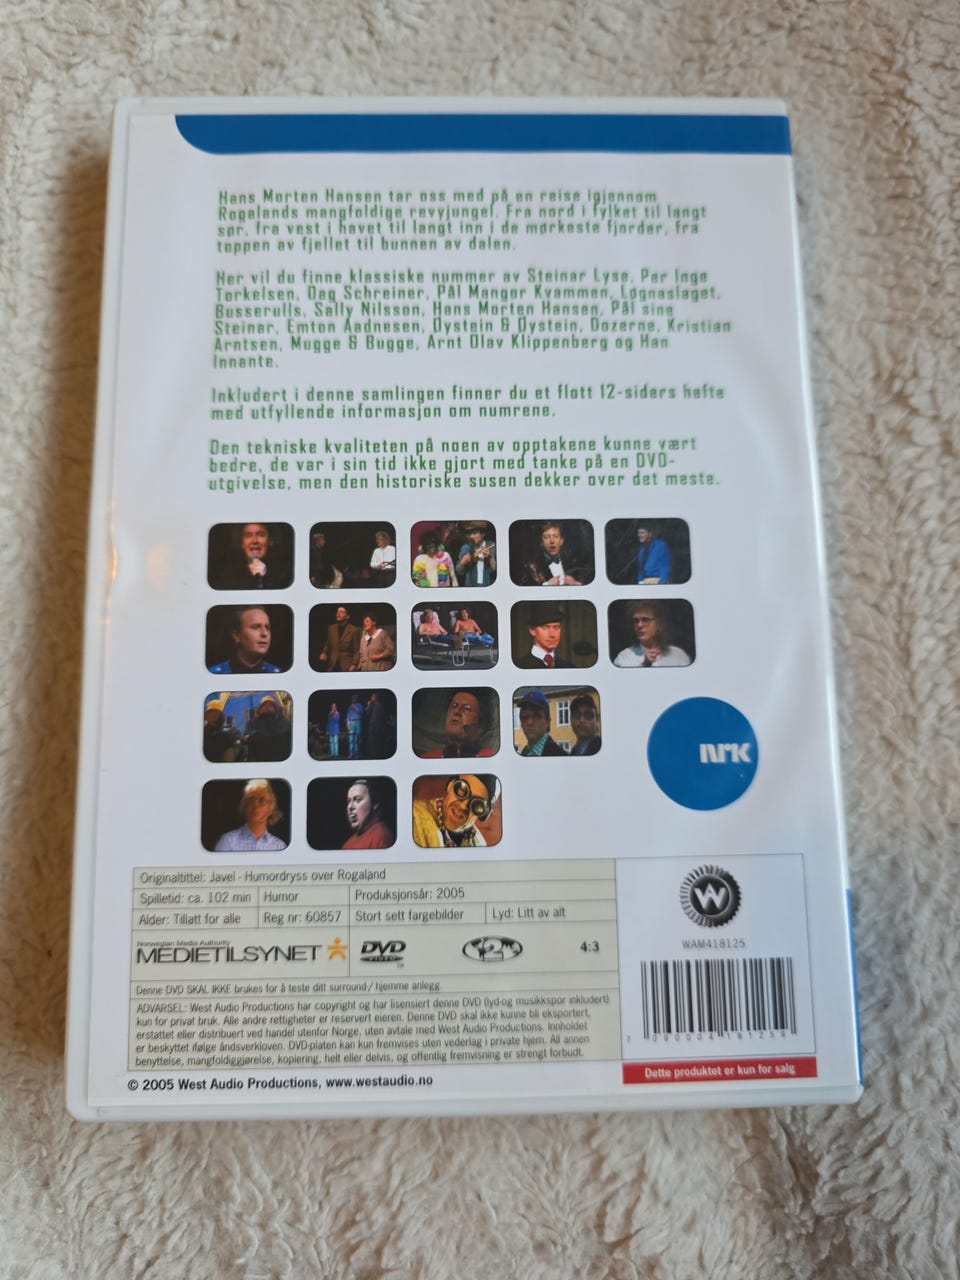 Hans Morten Hansen tar oss med på en reise igjennom
Rogalands mangfoldige revyjungel. Fra nord i fylket til langt
sør, fra vest i havet til langt inn i de mørkeste fjorder, fra
toppen av fjellet til bunnen av dalen.
Her vil du finne klassiske nummer av Steinar Lyse, Per Inge
Torkelsen, Dag Schreiner, Pål Mangor Kvammen, Løgnaslaget,
Busserulls, Sally Nilsson, Hans Morten Hansen, Pål sine
Steinar, Emton Aadnesen, Øystein & Øystein, Dozerne, Kristian
Arntsen, Mugge & Bugge, Arnt Olav Klippenberg og Han
Innante.
Inkludert i denne samlingen finner du et flott 12-siders hefte
med utfyllende informasjon om numrene.
Den tekniske kvaliteten på noen av opptakene kunne vært
bedre, de var i sin tid ikke gjort med tanke på en DVD-
utgivelse, men den historiske susen dekker over det meste.
NRK
Originaltittel: Javel - Humordryss over Rogaland
Spilletid: ca. 102 min Humor Produksjonsår: 2005
Alder: Tillatt for alle Reg nr: 60857 Stort sett fargebilder Lyd: Litt av alt
Norwegian Media Authority
MEDIETILSYNET DVD VIDEO 2 4:3
Denne DVD SKAL IKKE brukes for å teste ditt surround/ hjemme anlegg.
ADVARSEL: West Audio Productions har copyright og har lisensiert denne DVD (lyd-og musikkspor inkludert)
kun for privat bruk. Alle andre rettigheter er reservert eieren. Denne DVD skal ikke kunne bli eksportert,
erstattet eller distribuert ved handel utenfor Norge, uten avtale med West Audio Productions. Innholdet
er beskyttet ifølge åndsverkloven. DVD-platen kan kun fremvises uten vederlag i private hjem. All annen
benyttelse, mangfoldiggjørelse, kopiering, helt eller delvis, og offentlig fremvisning er strengt forbudt.
W
WAM418125
7 090004 181259
Dette produktet er kun for salg
© 2005 West Audio Productions, www.westaudio.no